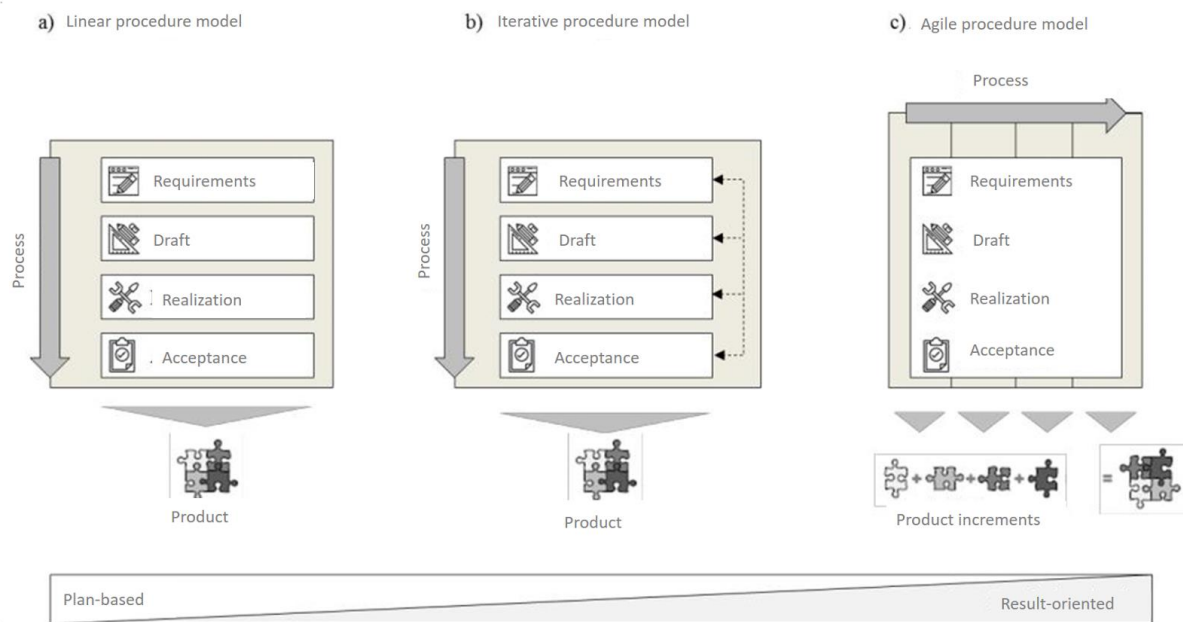 a) Linear procedure model
Process
Requirements
Draft
Realization
Acceptance
Product
b) Iterative procedure model
Process
Requirements
Draft
Realization
Acceptance
Product
c) Agile procedure model
Process
Requirements
Draft
Realization
Acceptance
+ + + =
Product increments
Plan-based
Result-oriented